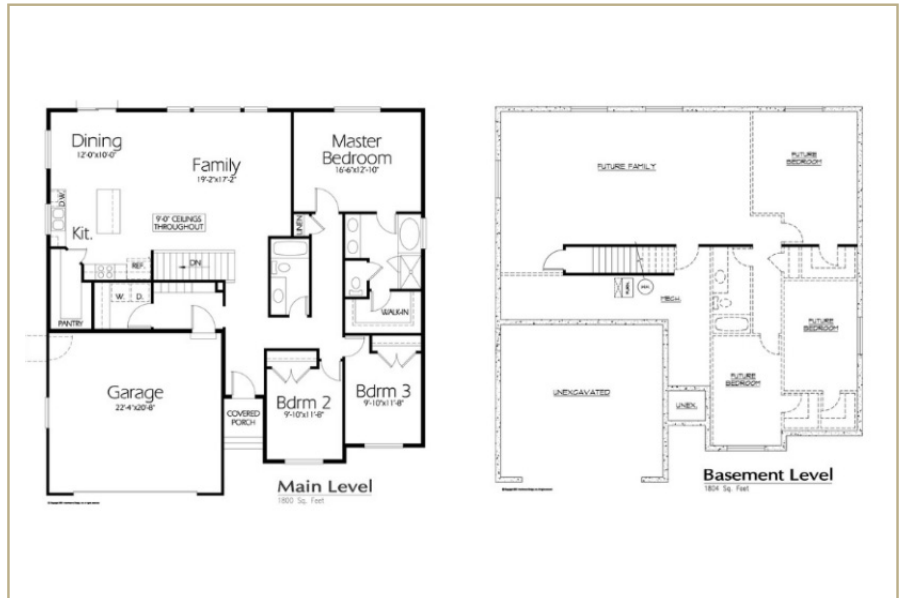 Dining
12'-0"x10'-0"
Family
19'-2"x17'-2"
Master
Bedroom
16'-6"x12'-10"
D.W.
LINEN
Kit.
9'-0" CEILINGS
THROUGHOUT
REF.
DN
W. D.
PANTRY
WALK-IN
Garage
22'-4"x20'-8"
COVERED
PORCH
Bdrm 2
9'-10"x11'-8"
Bdrm 3
9'-10"x11'-8"
Main Level
1800 Sq. Feet
FUTURE FAMILY
FUTURE
BEDROOM
FURN.
MECH.
FUTURE
BEDROOM
FUTURE
BEDROOM
UNEXCAVATED
UNEX.
Basement Level
1804 Sq. Feet